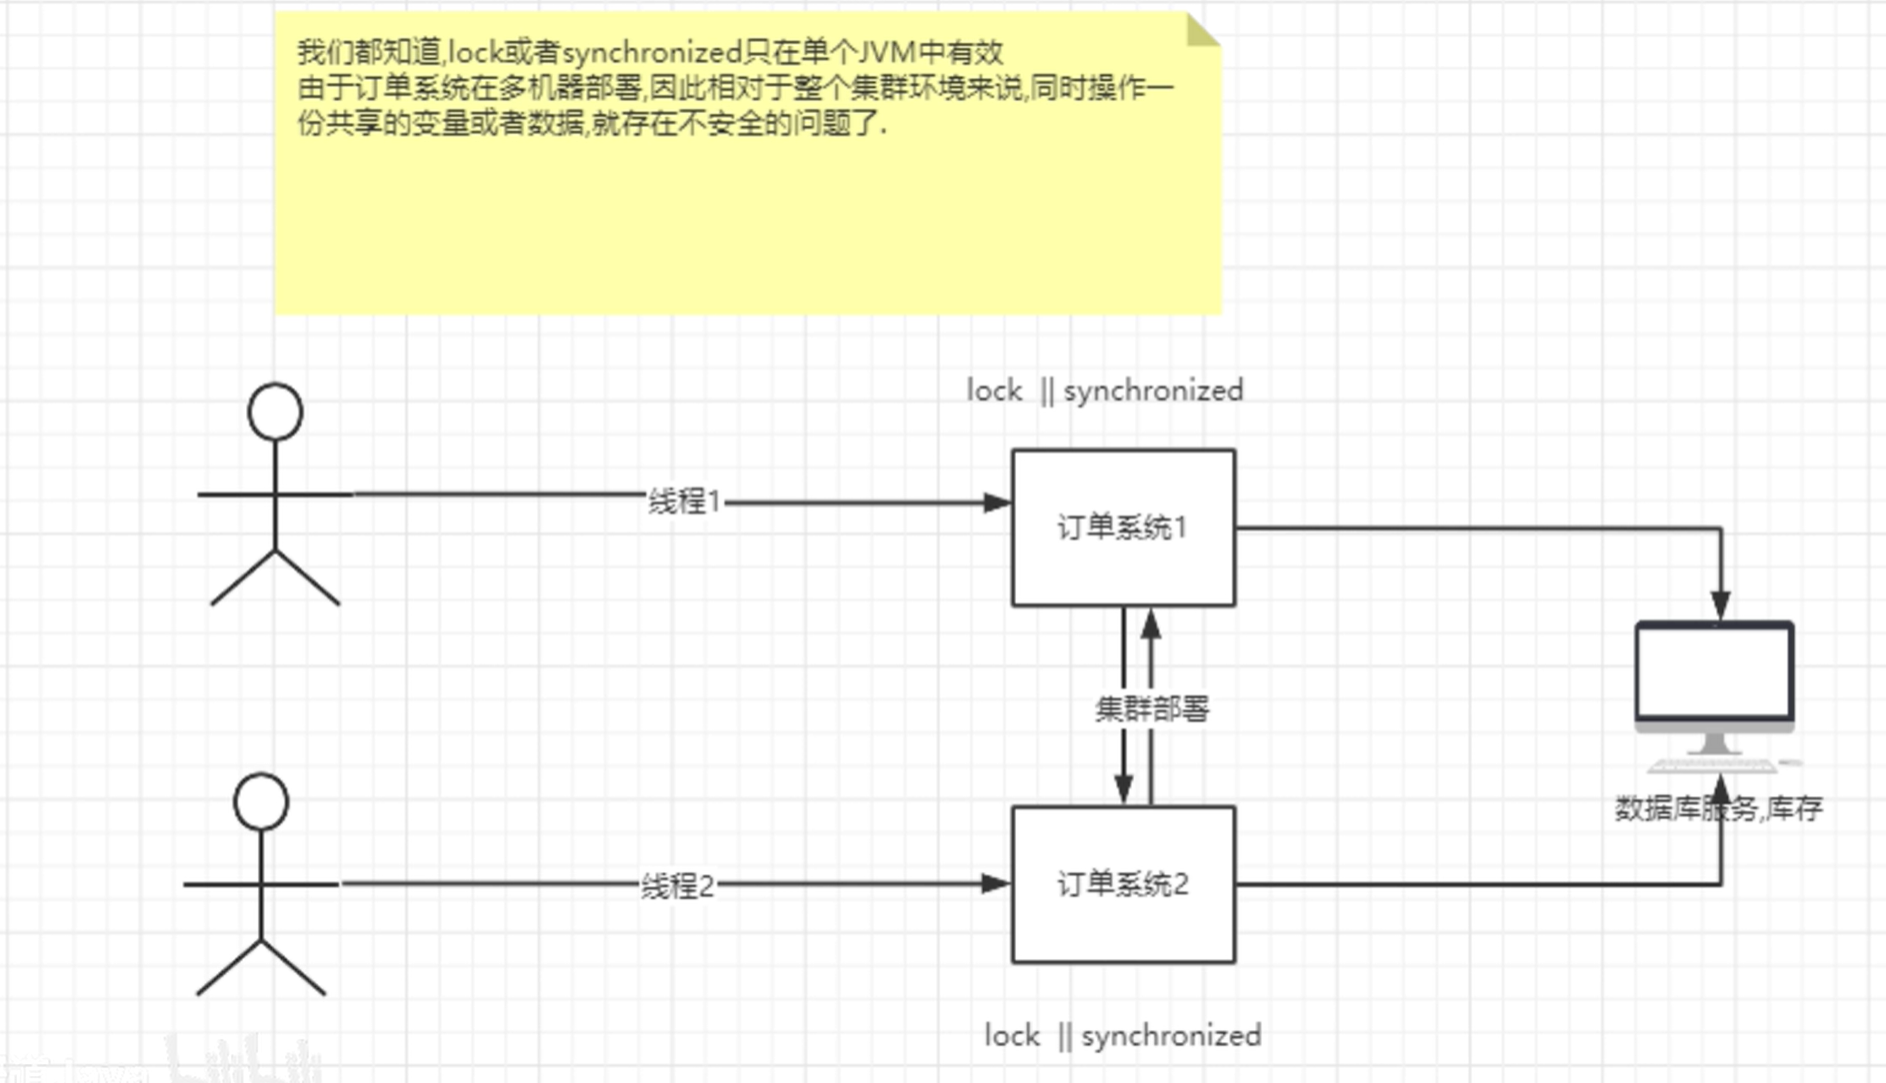 我们都知道,lock或者synchronized只在单个JVM中有效
由于订单系统在多机器部署,因此相对于整个集群环境来说,同时操作一
份共享的变量或者数据,就存在不安全的问题了.
lock || synchronized
线程1
订单系统1
集群部署
数据库服务,库存
线程2
订单系统2
lock || synchronized